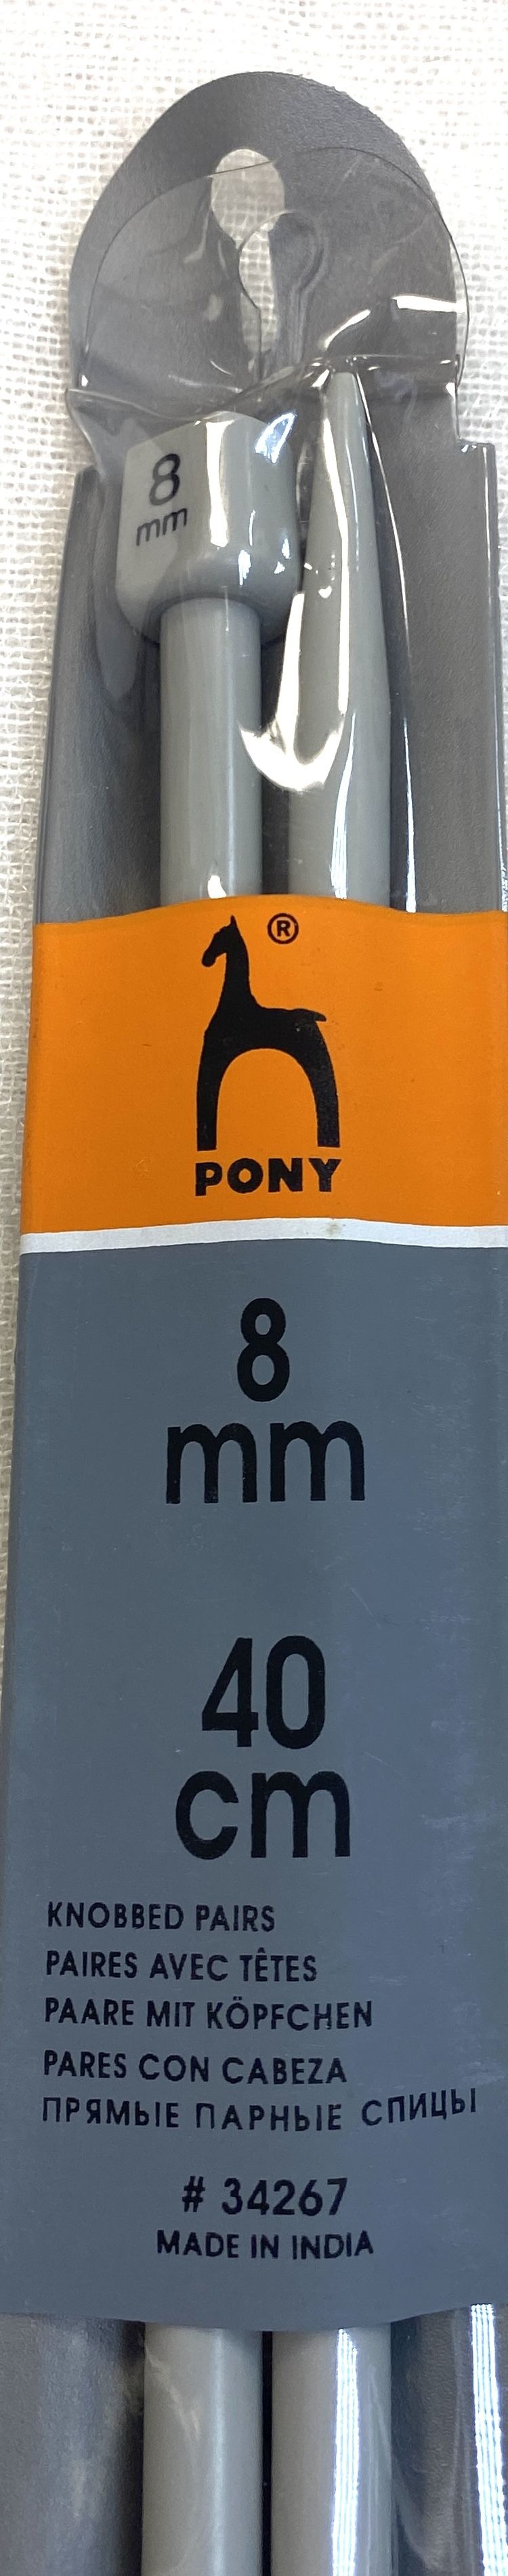 8
mm
®
PONY
8
mm
40
cm
KNOBBED PAIRS
PAIRES AVEC TÊTES
PAARE MIT KÖPFCHEN
PARES CON CABEZA
ПРЯМЫЕ ПАРНЫЕ СПИЦЫ
# 34267
MADE IN INDIA